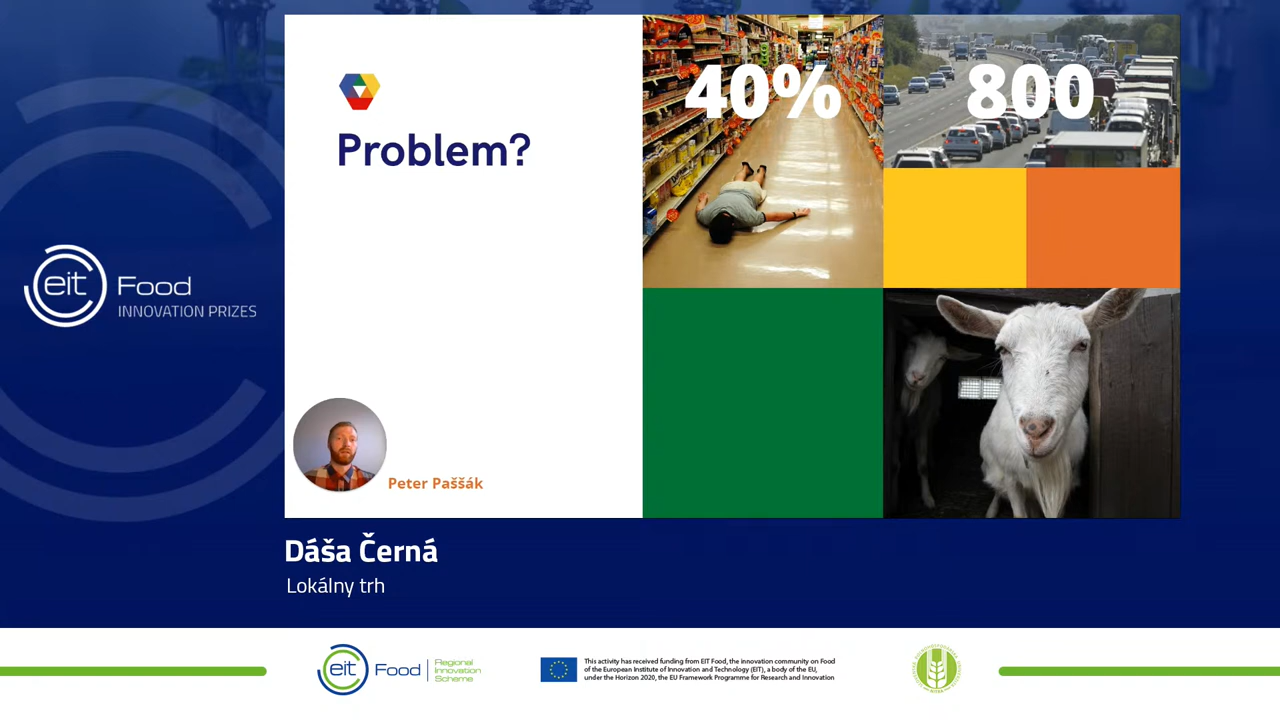 Problem?
40%
800
Peter Paššák
eit Food
INNOVATION PRIZES
Dáša Černá
Lokálny trh
eit Food
Regional
Innovation
Scheme
This activity has received funding from EIT Food, the innovation community on Food
of the European Institute of Innovation and Technology (EIT), a body of the EU,
under the Horizon 2020, the EU Framework Programme for Research and Innovation